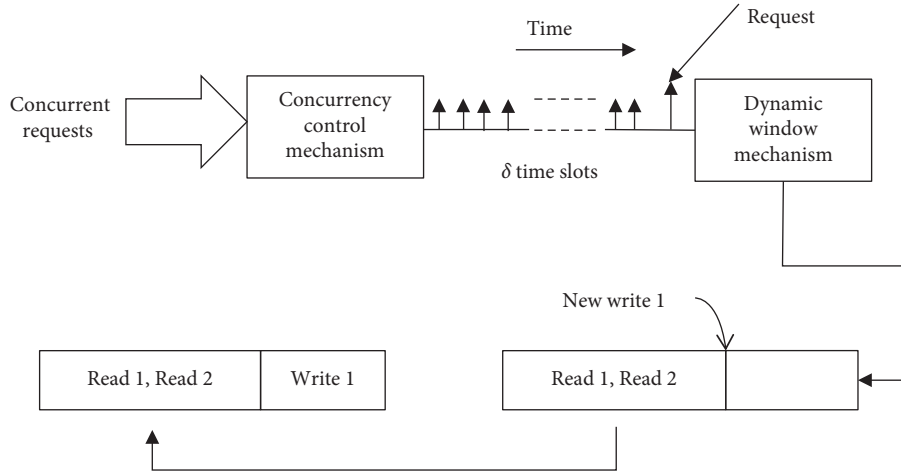 Request
Time
Concurrent
requests
Concurrency
control
mechanism
Dynamic
window
mechanism
δ time slots
New write 1
Read 1, Read 2
Write 1
Read 1, Read 2